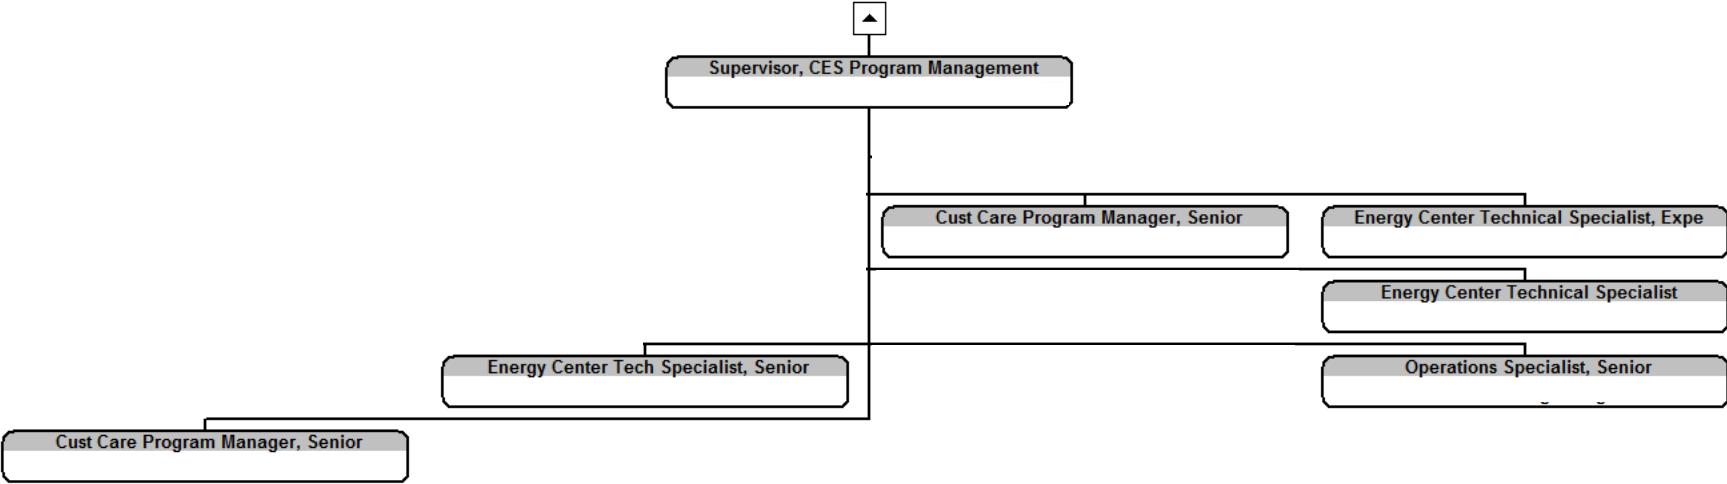 Supervisor, CES Program Management
Cust Care Program Manager, Senior
Energy Center Technical Specialist, Expe
Energy Center Technical Specialist
Energy Center Tech Specialist, Senior
Operations Specialist, Senior
Cust Care Program Manager, Senior